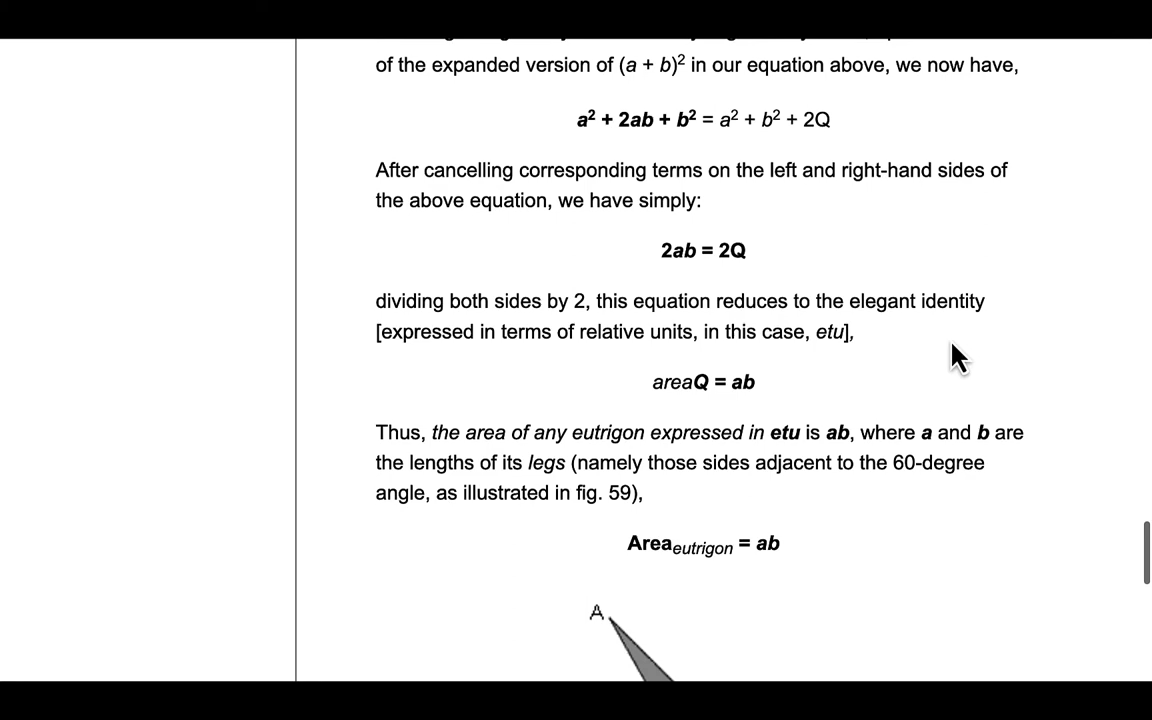 of the expanded version of (a + b)² in our equation above, we now have,
a² + 2ab + b² = a² + b² + 2Q
After cancelling corresponding terms on the left and right-hand sides of
the above equation, we have simply:
2ab = 2Q
dividing both sides by 2, this equation reduces to the elegant identity
[expressed in terms of relative units, in this case, etu],
areaQ = ab
Thus, the area of any eutrigon expressed in etu is ab, where a and b are
the lengths of its legs (namely those sides adjacent to the 60-degree
angle, as illustrated in fig. 59),
Area eutrigon = ab
A